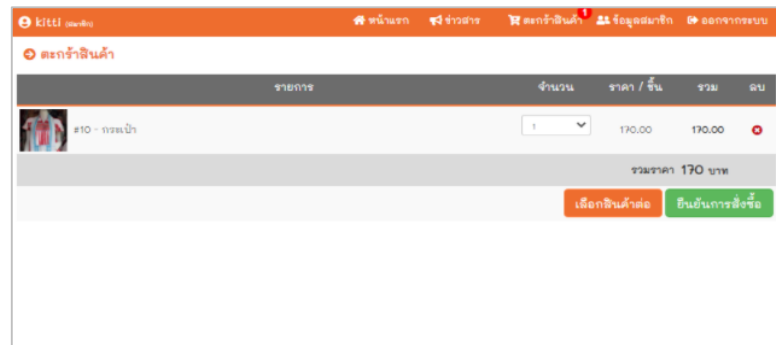 kitti (สมาชิก) หน้าแรก ข่าวสาร ตะกร้าสินค้า 1 ข้อมูลสมาชิก ออกจากระบบ
ตะกร้าสินค้า
รายการ จำนวน ราคา / ชิ้น รวม ลบ
#10 - กระเป๋า 1 170.00 170.00
รวมราคา 170 บาท
เลือกสินค้าต่อ ยืนยันการสั่งซื้อ